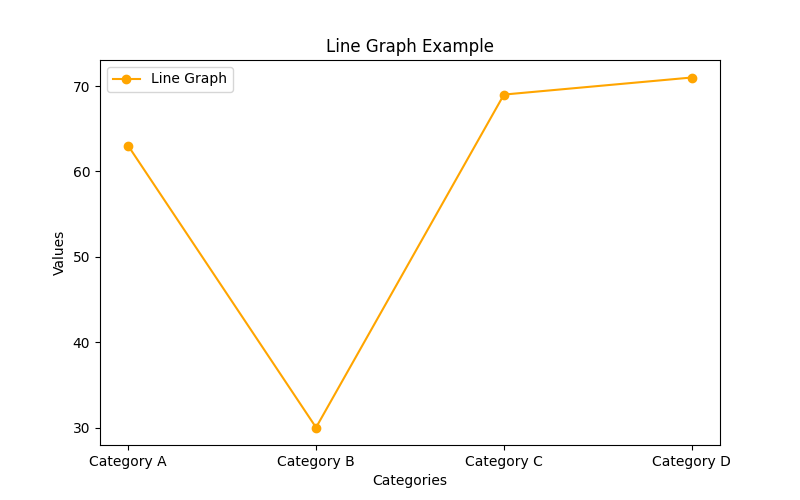 Line Graph Example
Line Graph
70
60
50
40
30
Values
Category A Category B Category C Category D
Categories